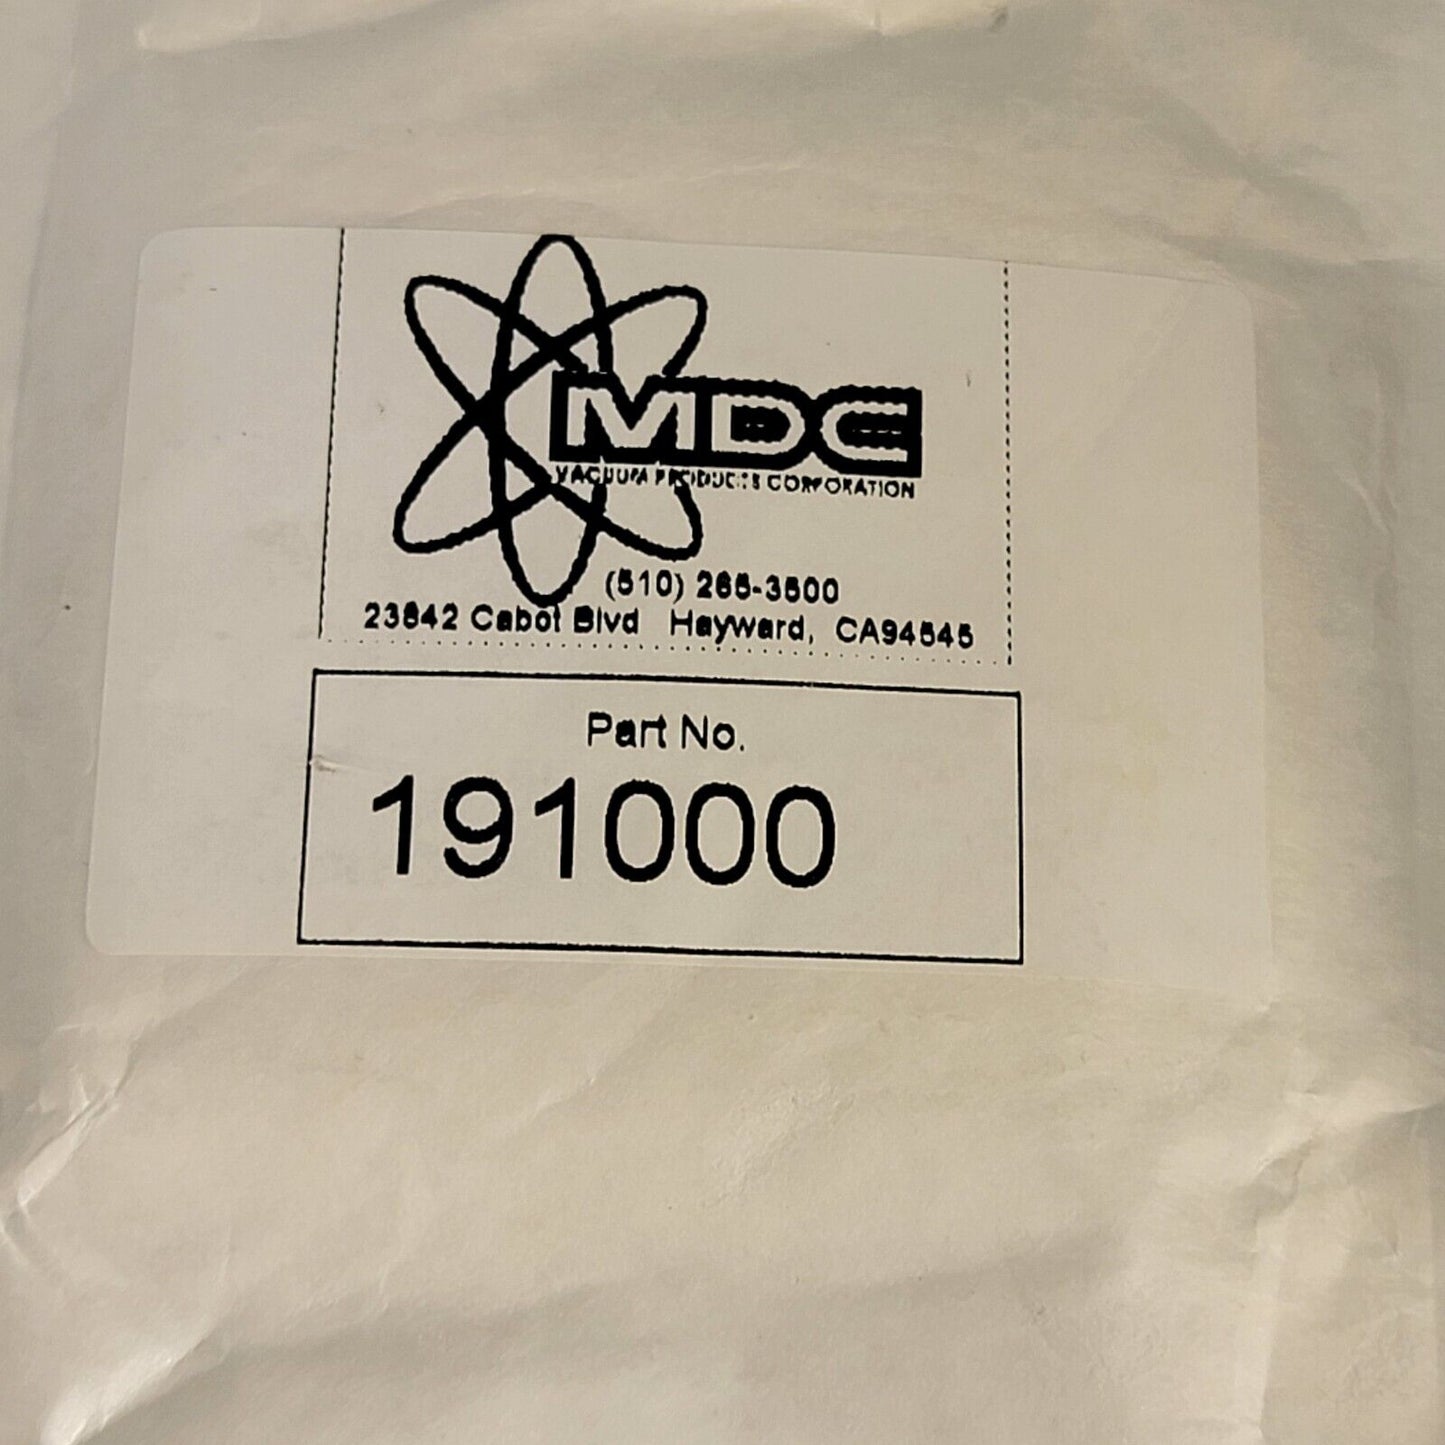 MDC
VACUUM PRODUCTS CORPORATION
(510) 265-3500
23842 Cabot Blvd Hayward, CA94545
Part No.
191000